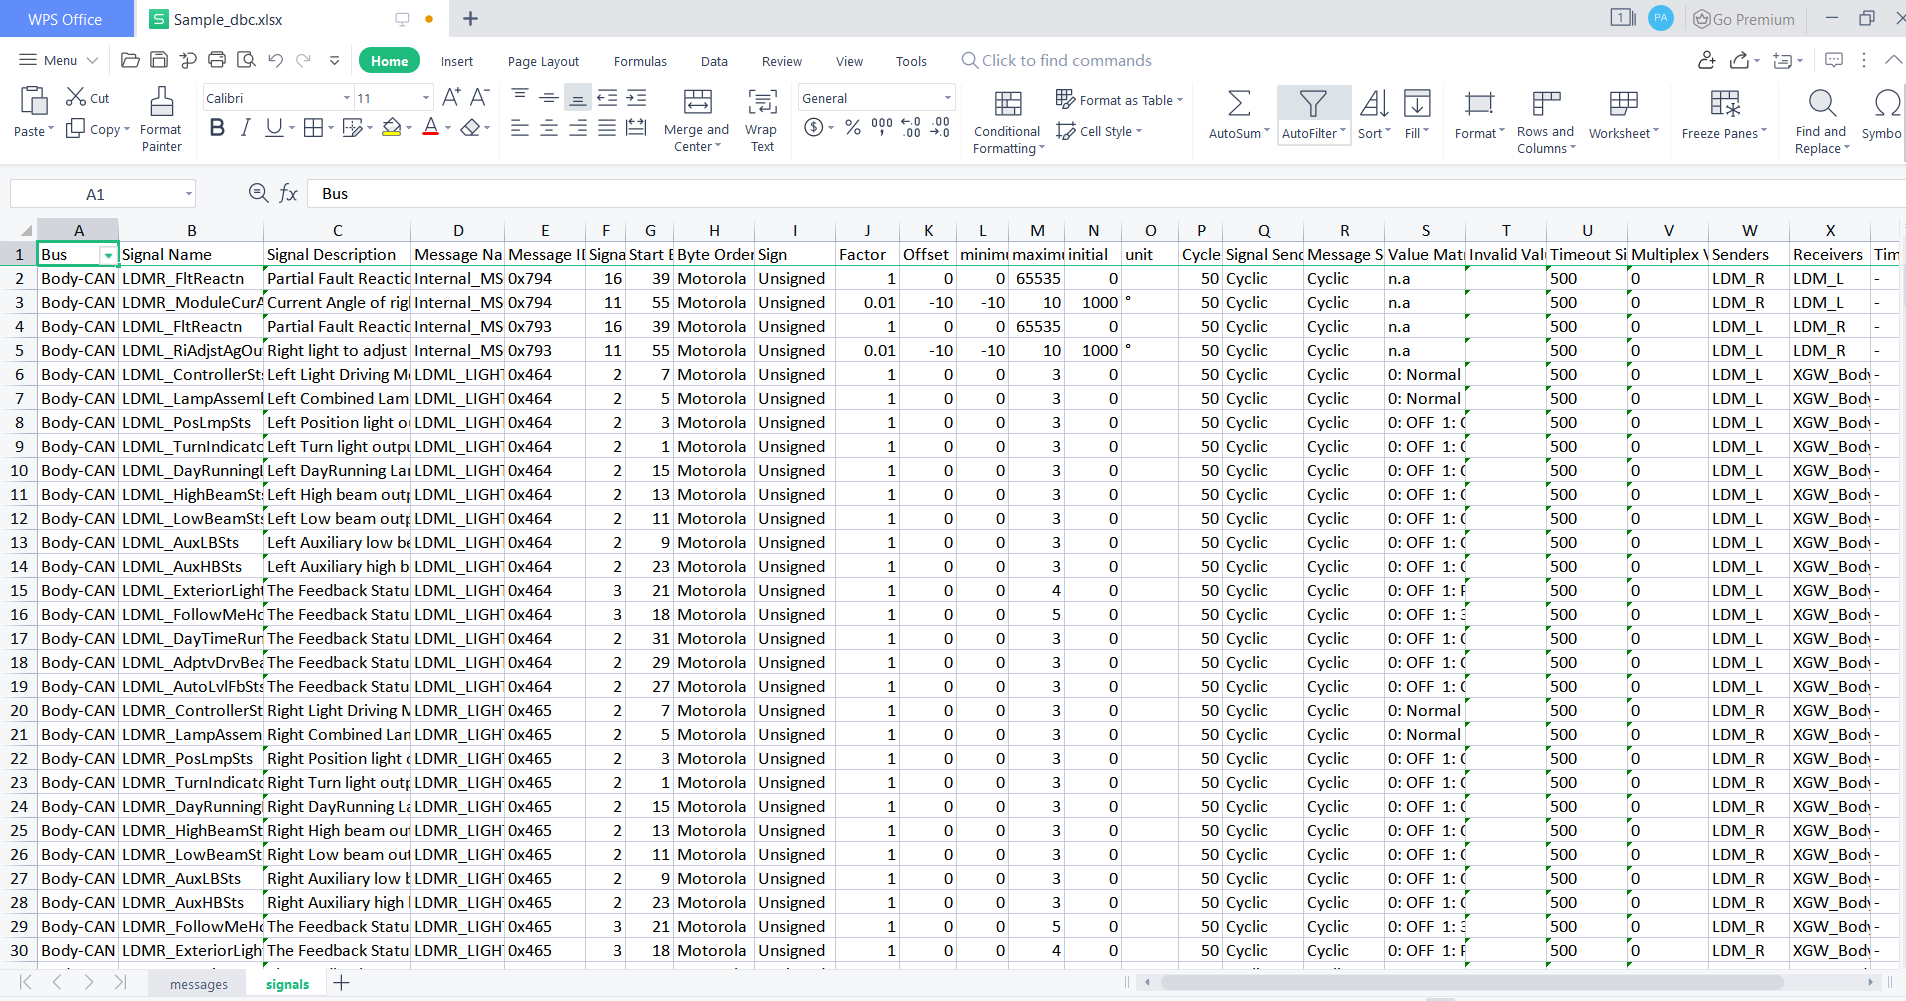 WPS Office Sample_dbc.xlsx 1 PA Go Premium
Menu Home Insert Page Layout Formulas Data Review View Tools Click to find commands
Paste Cut Copy Format Painter Calibri 11 Merge and Center Wrap Text General Conditional Formatting Format as Table Cell Style AutoSum AutoFilter Sort Fill Format Rows and Columns Worksheet Freeze Panes Find and Replace Symbo
A1 fx Bus
A B C D E F G H I J K L M N O P Q R S T U V W X
1 Bus Signal Name Signal Description Message Na Message I Signa Start Byte Order Sign Factor Offset minim maxim initial unit Cycle Signal Send Message S Value Mat Invalid Val Timeout Si Multiplex Senders Receivers Tim
2 Body-CAN LDMR_FltReactn Partial Fault Reactic Internal_MS 0x794 16 39 Motorola Unsigned 1 0 0 65535 0 50 Cyclic Cyclic n.a 500 0 LDM_R LDM_L -
3 Body-CAN LDMR_ModuleCurA Current Angle of rig Internal_MS 0x794 11 55 Motorola Unsigned 0.01 -10 -10 10 1000 ° 50 Cyclic Cyclic n.a 500 0 LDM_R LDM_L -
4 Body-CAN LDML_FltReactn Partial Fault Reactic Internal_MS 0x793 16 39 Motorola Unsigned 1 0 0 65535 0 50 Cyclic Cyclic n.a 500 0 LDM_L LDM_R -
5 Body-CAN LDML_RiAdjstAgOu Right light to adjust Internal_MS 0x793 11 55 Motorola Unsigned 0.01 -10 -10 10 1000 ° 50 Cyclic Cyclic n.a 500 0 LDM_L LDM_R -
6 Body-CAN LDML_ControllerSt Left Light Driving M LDML_LIGH 0x464 2 7 Motorola Unsigned 1 0 0 3 0 50 Cyclic Cyclic 0: Normal 500 0 LDM_L XGW_Body -
7 Body-CAN LDML_LampAssem Left Combined Lam LDML_LIGH 0x464 2 5 Motorola Unsigned 1 0 0 3 0 50 Cyclic Cyclic 0: Normal 500 0 LDM_L XGW_Body -
8 Body-CAN LDML_PosLmpSts Left Position light o LDML_LIGH 0x464 2 3 Motorola Unsigned 1 0 0 3 0 50 Cyclic Cyclic 0: OFF 1: 500 0 LDM_L XGW_Body -
9 Body-CAN LDML_TurnIndicato Left Turn light outp LDML_LIGH 0x464 2 1 Motorola Unsigned 1 0 0 3 0 50 Cyclic Cyclic 0: OFF 1: 500 0 LDM_L XGW_Body -
10 Body-CAN LDML_DayRunning Left DayRunning La LDML_LIGH 0x464 2 15 Motorola Unsigned 1 0 0 3 0 50 Cyclic Cyclic 0: OFF 1: 500 0 LDM_L XGW_Body -
11 Body-CAN LDML_HighBeamSt Left High beam outp LDML_LIGH 0x464 2 13 Motorola Unsigned 1 0 0 3 0 50 Cyclic Cyclic 0: OFF 1: 500 0 LDM_L XGW_Body -
12 Body-CAN LDML_LowBeamSts Left Low beam outp LDML_LIGH 0x464 2 11 Motorola Unsigned 1 0 0 3 0 50 Cyclic Cyclic 0: OFF 1: 500 0 LDM_L XGW_Body -
13 Body-CAN LDML_AuxLBSts Left Auxiliary low be LDML_LIGH 0x464 2 9 Motorola Unsigned 1 0 0 3 0 50 Cyclic Cyclic 0: OFF 1: 500 0 LDM_L XGW_Body -
14 Body-CAN LDML_AuxHBSts Left Auxiliary high b LDML_LIGH 0x464 2 23 Motorola Unsigned 1 0 0 3 0 50 Cyclic Cyclic 0: OFF 1: 500 0 LDM_L XGW_Body -
15 Body-CAN LDML_ExteriorLight The Feedback Statu LDML_LIGH 0x464 3 21 Motorola Unsigned 1 0 0 4 0 50 Cyclic Cyclic 0: OFF 1: 500 0 LDM_L XGW_Body -
16 Body-CAN LDML_FollowMeHo The Feedback Statu LDML_LIGH 0x464 3 18 Motorola Unsigned 1 0 0 5 0 50 Cyclic Cyclic 0: OFF 1: 3 500 0 LDM_L XGW_Body -
17 Body-CAN LDML_DayTimeRun The Feedback Statu LDML_LIGH 0x464 2 31 Motorola Unsigned 1 0 0 3 0 50 Cyclic Cyclic 0: OFF 1: 500 0 LDM_L XGW_Body -
18 Body-CAN LDML_AdptvDrvBea The Feedback Statu LDML_LIGH 0x464 2 29 Motorola Unsigned 1 0 0 3 0 50 Cyclic Cyclic 0: OFF 1: 500 0 LDM_L XGW_Body -
19 Body-CAN LDML_AutoLvlFbSts The Feedback Statu LDML_LIGH 0x464 2 27 Motorola Unsigned 1 0 0 3 0 50 Cyclic Cyclic 0: OFF 1: 500 0 LDM_L XGW_Body -
20 Body-CAN LDMR_ControllerSt Right Light Driving M LDMR_LIGH 0x465 2 7 Motorola Unsigned 1 0 0 3 0 50 Cyclic Cyclic 0: Normal 500 0 LDM_R XGW_Body -
21 Body-CAN LDMR_LampAssem Right Combined Lan LDMR_LIGH 0x465 2 5 Motorola Unsigned 1 0 0 3 0 50 Cyclic Cyclic 0: Normal 500 0 LDM_R XGW_Body -
22 Body-CAN LDMR_PosLmpSts Right Position light o LDMR_LIGH 0x465 2 3 Motorola Unsigned 1 0 0 3 0 50 Cyclic Cyclic 0: OFF 1: 500 0 LDM_R XGW_Body -
23 Body-CAN LDMR_TurnIndicato Right Turn light outp LDMR_LIGH 0x465 2 1 Motorola Unsigned 1 0 0 3 0 50 Cyclic Cyclic 0: OFF 1: 500 0 LDM_R XGW_Body -
24 Body-CAN LDMR_DayRunning Right DayRunning La LDMR_LIGH 0x465 2 15 Motorola Unsigned 1 0 0 3 0 50 Cyclic Cyclic 0: OFF 1: 500 0 LDM_R XGW_Body -
25 Body-CAN LDMR_HighBeamSt Right High beam ou LDMR_LIGH 0x465 2 13 Motorola Unsigned 1 0 0 3 0 50 Cyclic Cyclic 0: OFF 1: 500 0 LDM_R XGW_Body -
26 Body-CAN LDMR_LowBeamSt Right Low beam out LDMR_LIGH 0x465 2 11 Motorola Unsigned 1 0 0 3 0 50 Cyclic Cyclic 0: OFF 1: 500 0 LDM_R XGW_Body -
27 Body-CAN LDMR_AuxLBSts Right Auxiliary low b LDMR_LIGH 0x465 2 9 Motorola Unsigned 1 0 0 3 0 50 Cyclic Cyclic 0: OFF 1: 500 0 LDM_R XGW_Body -
28 Body-CAN LDMR_AuxHBSts Right Auxiliary high LDMR_LIGH 0x465 2 23 Motorola Unsigned 1 0 0 3 0 50 Cyclic Cyclic 0: OFF 1: 500 0 LDM_R XGW_Body -
29 Body-CAN LDMR_FollowMeHo The Feedback Statu LDMR_LIGH 0x465 3 21 Motorola Unsigned 1 0 0 5 0 50 Cyclic Cyclic 0: OFF 1: 3 500 0 LDM_R XGW_Body -
30 Body-CAN LDMR_ExteriorLigh The Feedback Statu LDMR_LIGH 0x465 3 18 Motorola Unsigned 1 0 0 4 0 50 Cyclic Cyclic 0: OFF 1: 500 0 LDM_R XGW_Body -
messages signals